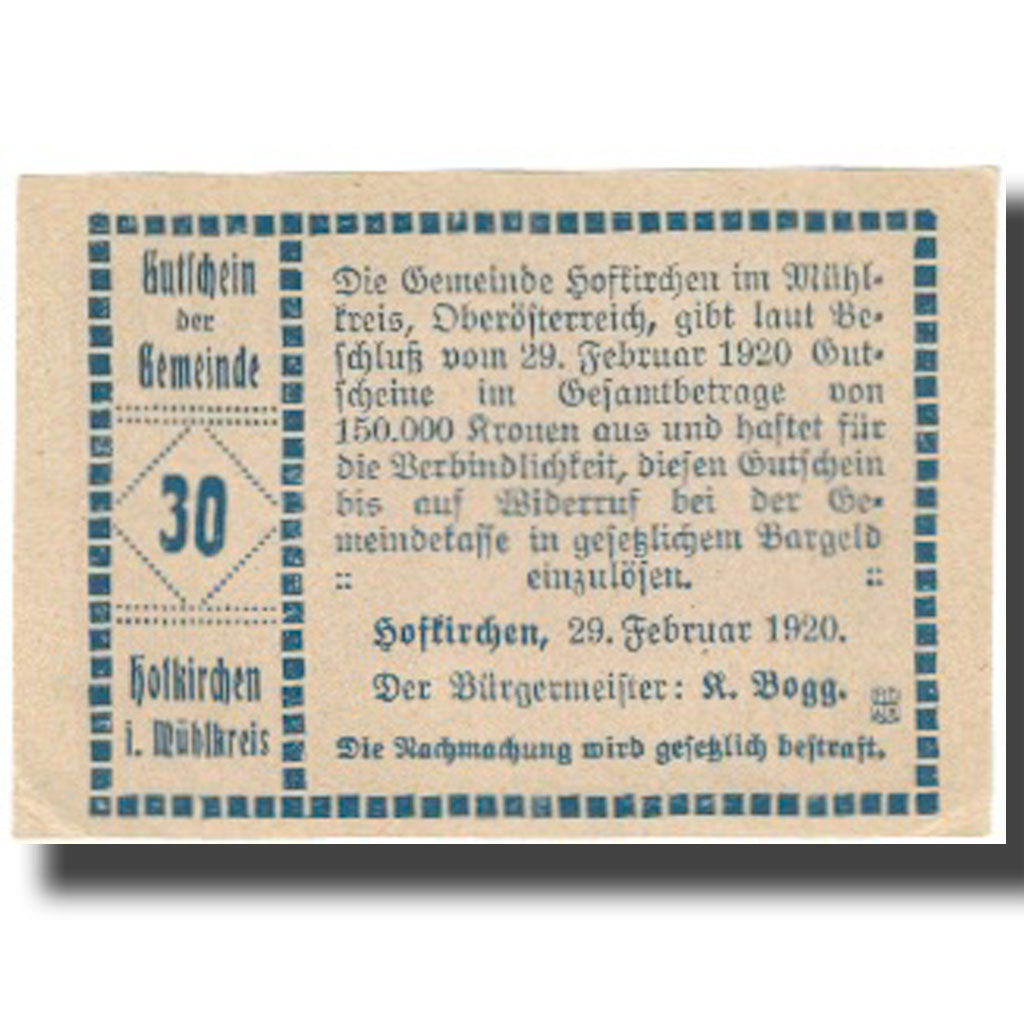 Gutschein
der
Gemeinde
30
Hofkirchen
i. Mühlkreis
Die Gemeinde Hofkirchen im Mühl-
kreis, Oberösterreich, gibt laut Be-
schluß vom 29. Februar 1920 Gut-
scheine im Gesamtbetrage von
150.000 Kronen aus und haftet für
die Verbindlichkeit, diesen Gutschein
bis auf Widerruf bei der Ge-
meindekasse in gesetzlichem Bargeld
:: einzulösen. ::
Hofkirchen, 29. Februar 1920.
Der Bürgermeister: K. Bogg.
Die Nachmachung wird gesetzlich bestraft.